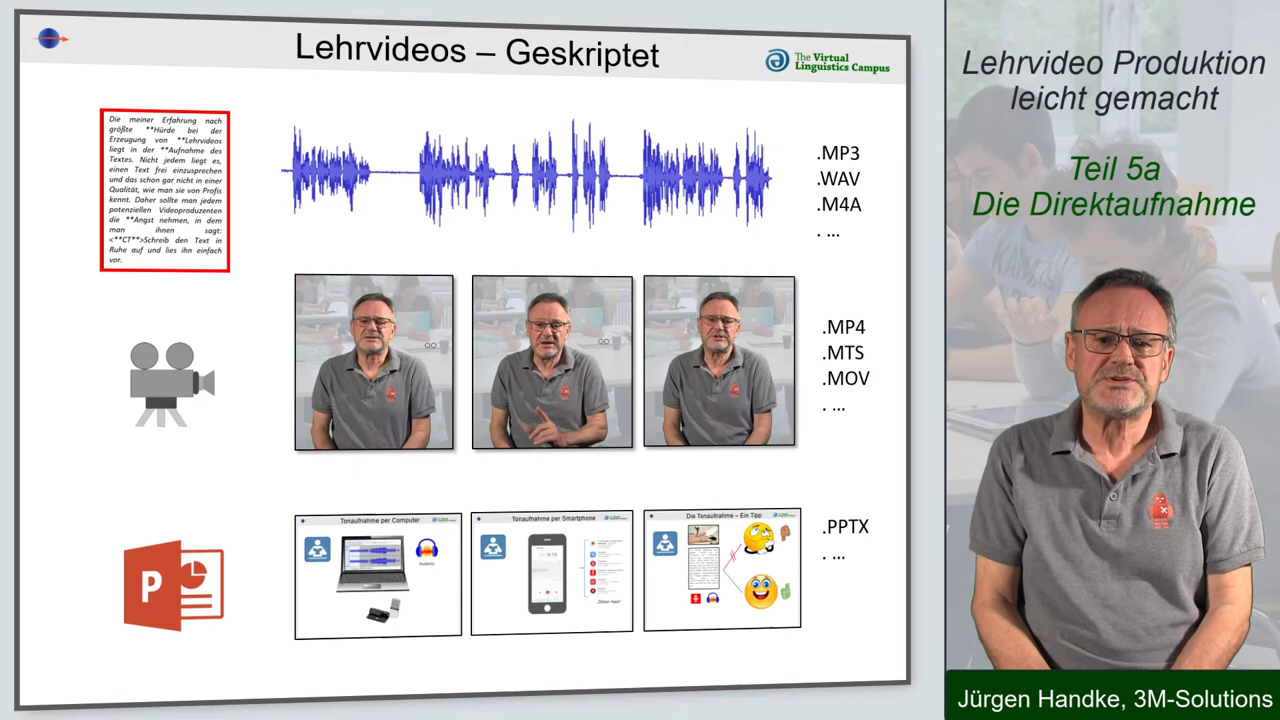 Lehrvideos – Geskriptet
The Virtual
Linguistics Campus
Die meiner Erfahrung nach
größte **Hürde bei der
Erzeugung von **Lehrvideos
liegt in der **Aufnahme des
Textes. Nicht jedem liegt es,
einen Text frei einzusprechen
und das schon gar nicht in einer
Qualität, wie man sie von Profis
kennt. Daher sollte man jedem
potenziellen Videoproduzenten
die **Angst nehmen, in dem
man ihnen sagt:
<**CT**>Schreib den Text in
Ruhe auf und lies ihn einfach
vor.
.MP3
.WAV
.M4A
. ...
.MP4
.MTS
.MOV
. ...
P
Tonaufnahme per Computer
Audacity
Tonaufnahme per Smartphone
Die Tonaufnahme – Ein Tipp
.PPTX
. ...
Lehrvideo Produktion
leicht gemacht
Teil 5a
Die Direktaufnahme
Jürgen Handke, 3M-Solutions